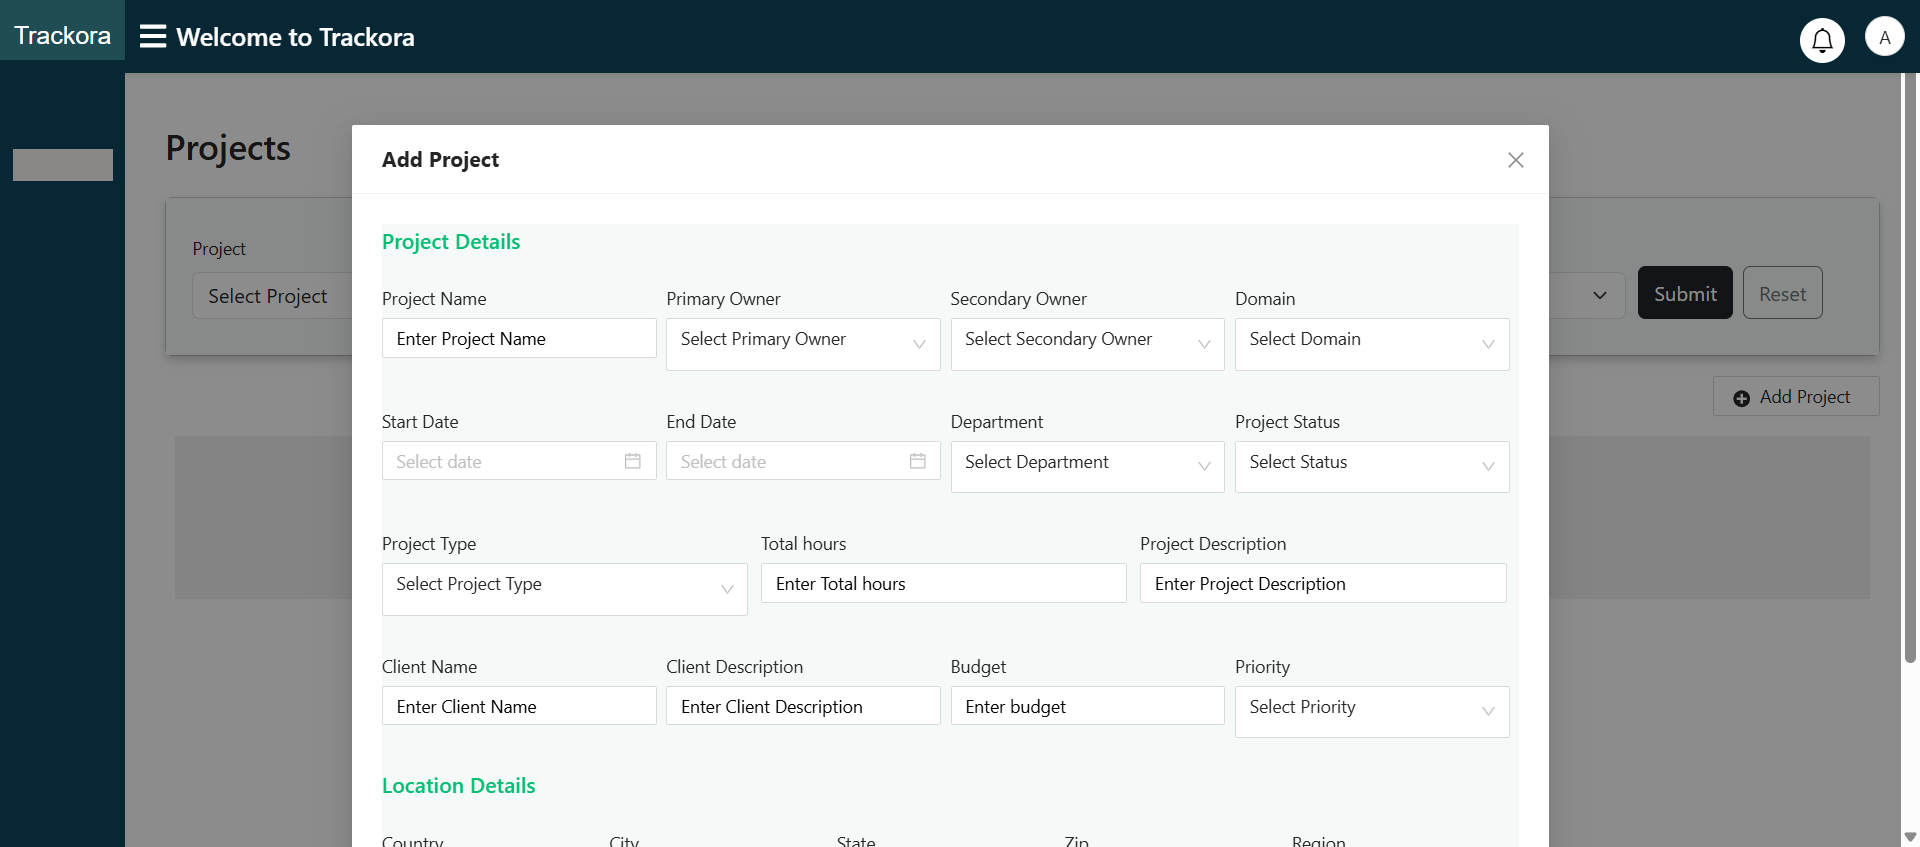 Trackora
Welcome to Trackora
A
Projects
Project
Select Project
Submit
Reset
Add Project
Add Project
Project Details
Project Name
Primary Owner
Secondary Owner
Domain
Enter Project Name
Select Primary Owner
Select Secondary Owner
Select Domain
Start Date
End Date
Department
Project Status
Select date
Select date
Select Department
Select Status
Project Type
Total hours
Project Description
Select Project Type
Enter Total hours
Enter Project Description
Client Name
Client Description
Budget
Priority
Enter Client Name
Enter Client Description
Enter budget
Select Priority
Location Details
Country
City
State
Zip
Region